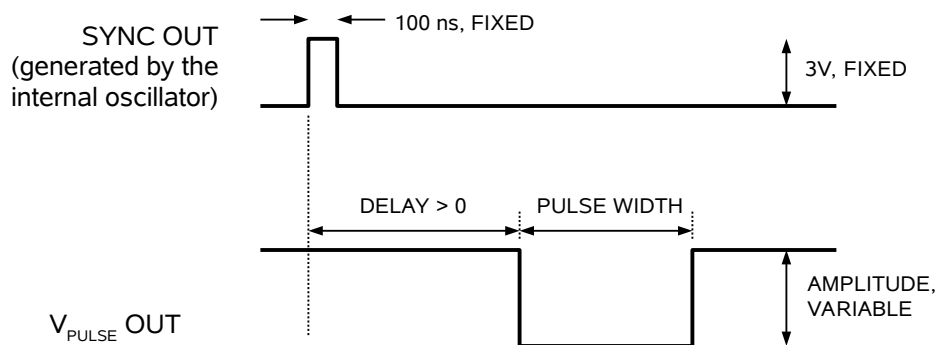 100 ns, FIXED
SYNC OUT
(generated by the
internal oscillator)
3V, FIXED
DELAY > 0
PULSE WIDTH
AMPLITUDE,
VARIABLE
VPULSE OUT